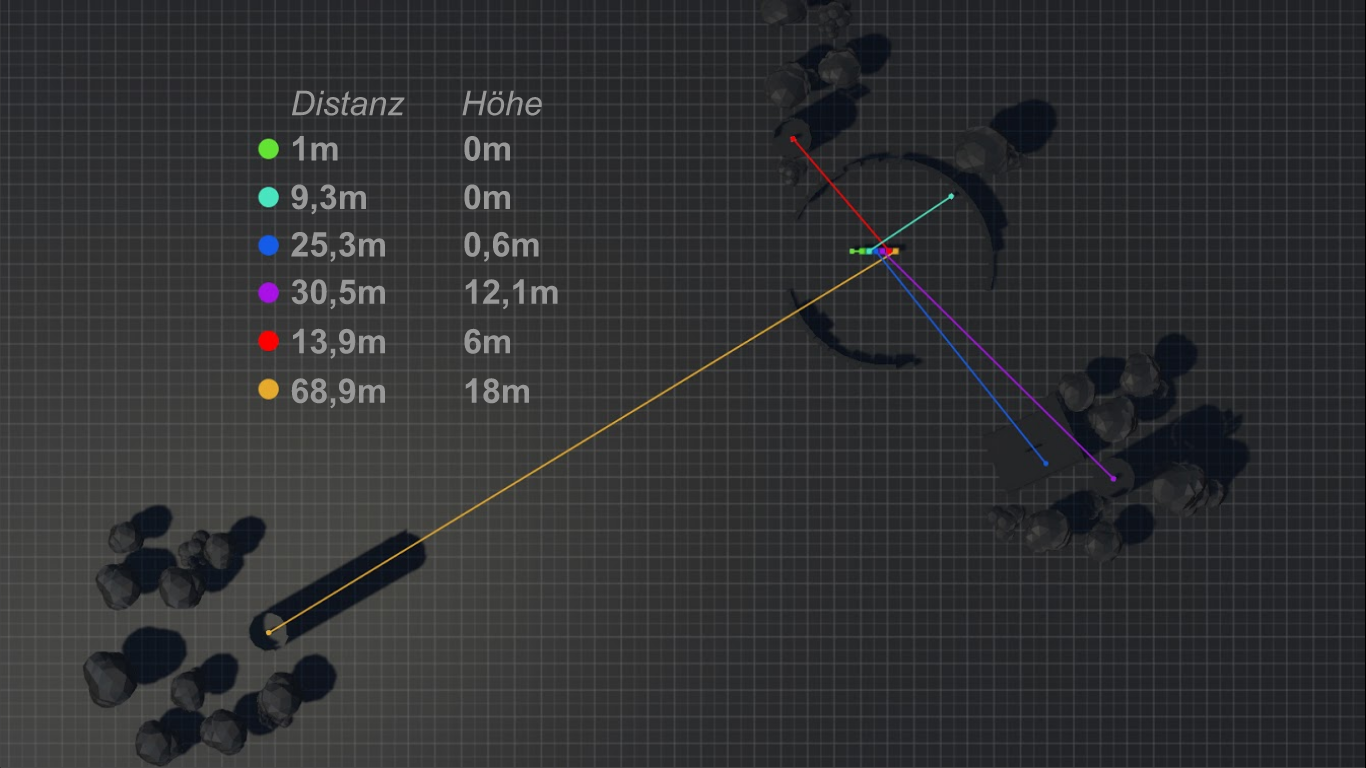 Distanz Höhe
1m 0m
9,3m 0m
25,3m 0,6m
30,5m 12,1m
13,9m 6m
68,9m 18m